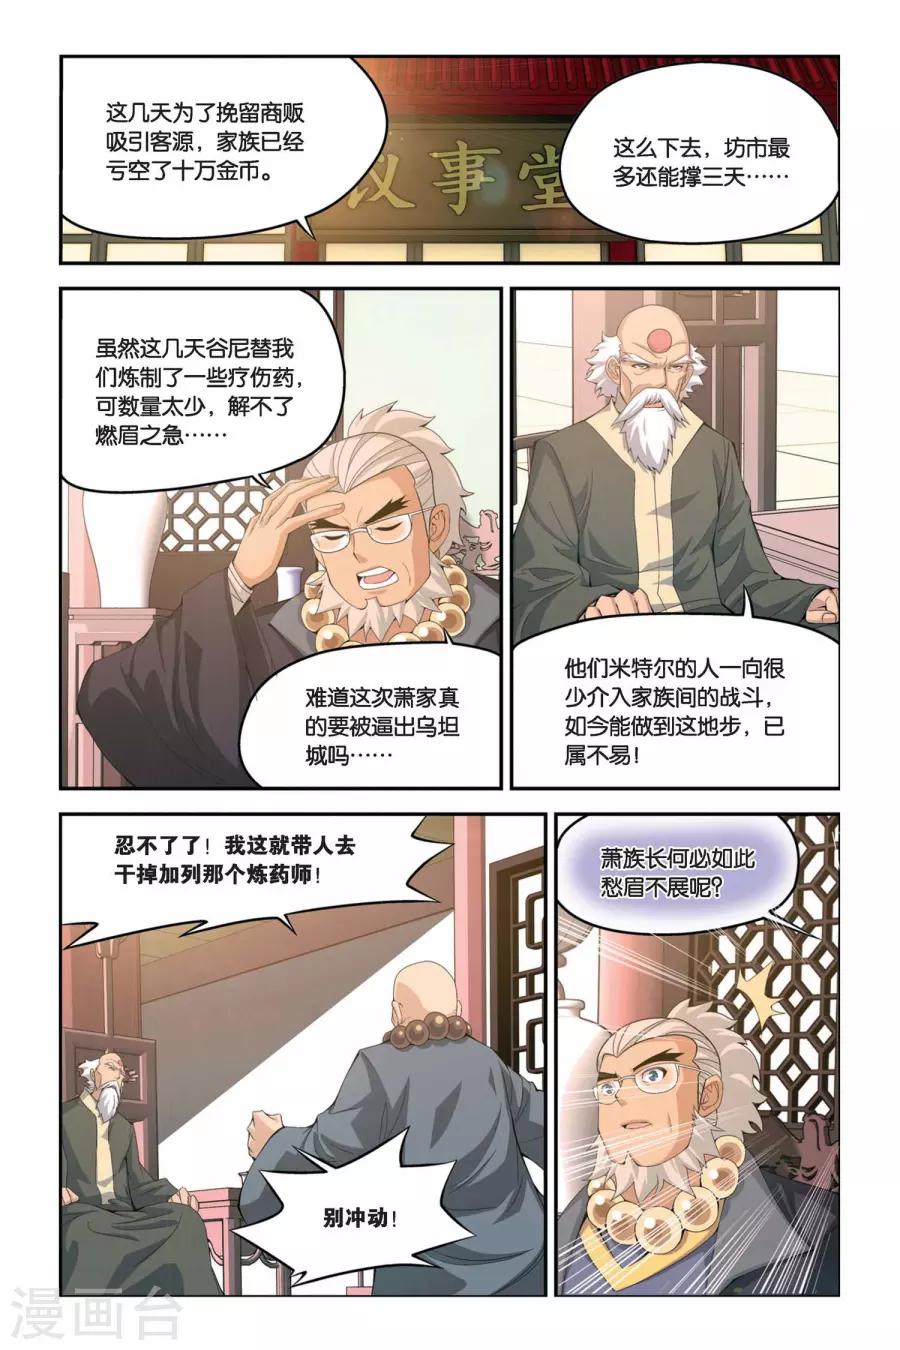 这几天为了挽留商贩
吸引客源，家族已经
亏空了十万金币。
议事堂
这么下去，坊市最
多还能撑三天……
虽然这几天谷尼替我
们炼制了一些疗伤药，
可数量太少，解不了
燃眉之急……
难道这次萧家真
的要被逼出乌坦
城吗……
他们米特尔的人一向很
少介入家族间的战斗，
如今能做到这地步，已
属不易！
忍不了了！我这就带人去
干掉加列那个炼药师！
别冲动！
萧族长何必如此
愁眉不展呢？
漫画台